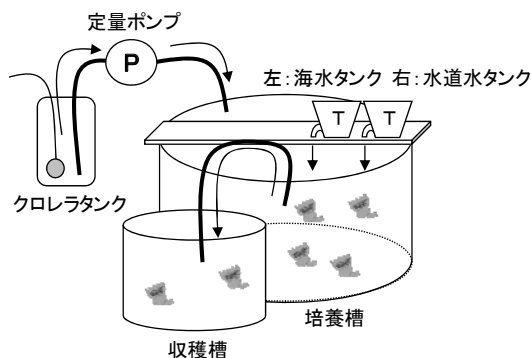 定量ポンプ
P
左：海水タンク 右：水道水タンク
T T
クロレラタンク
培養槽
収穫槽